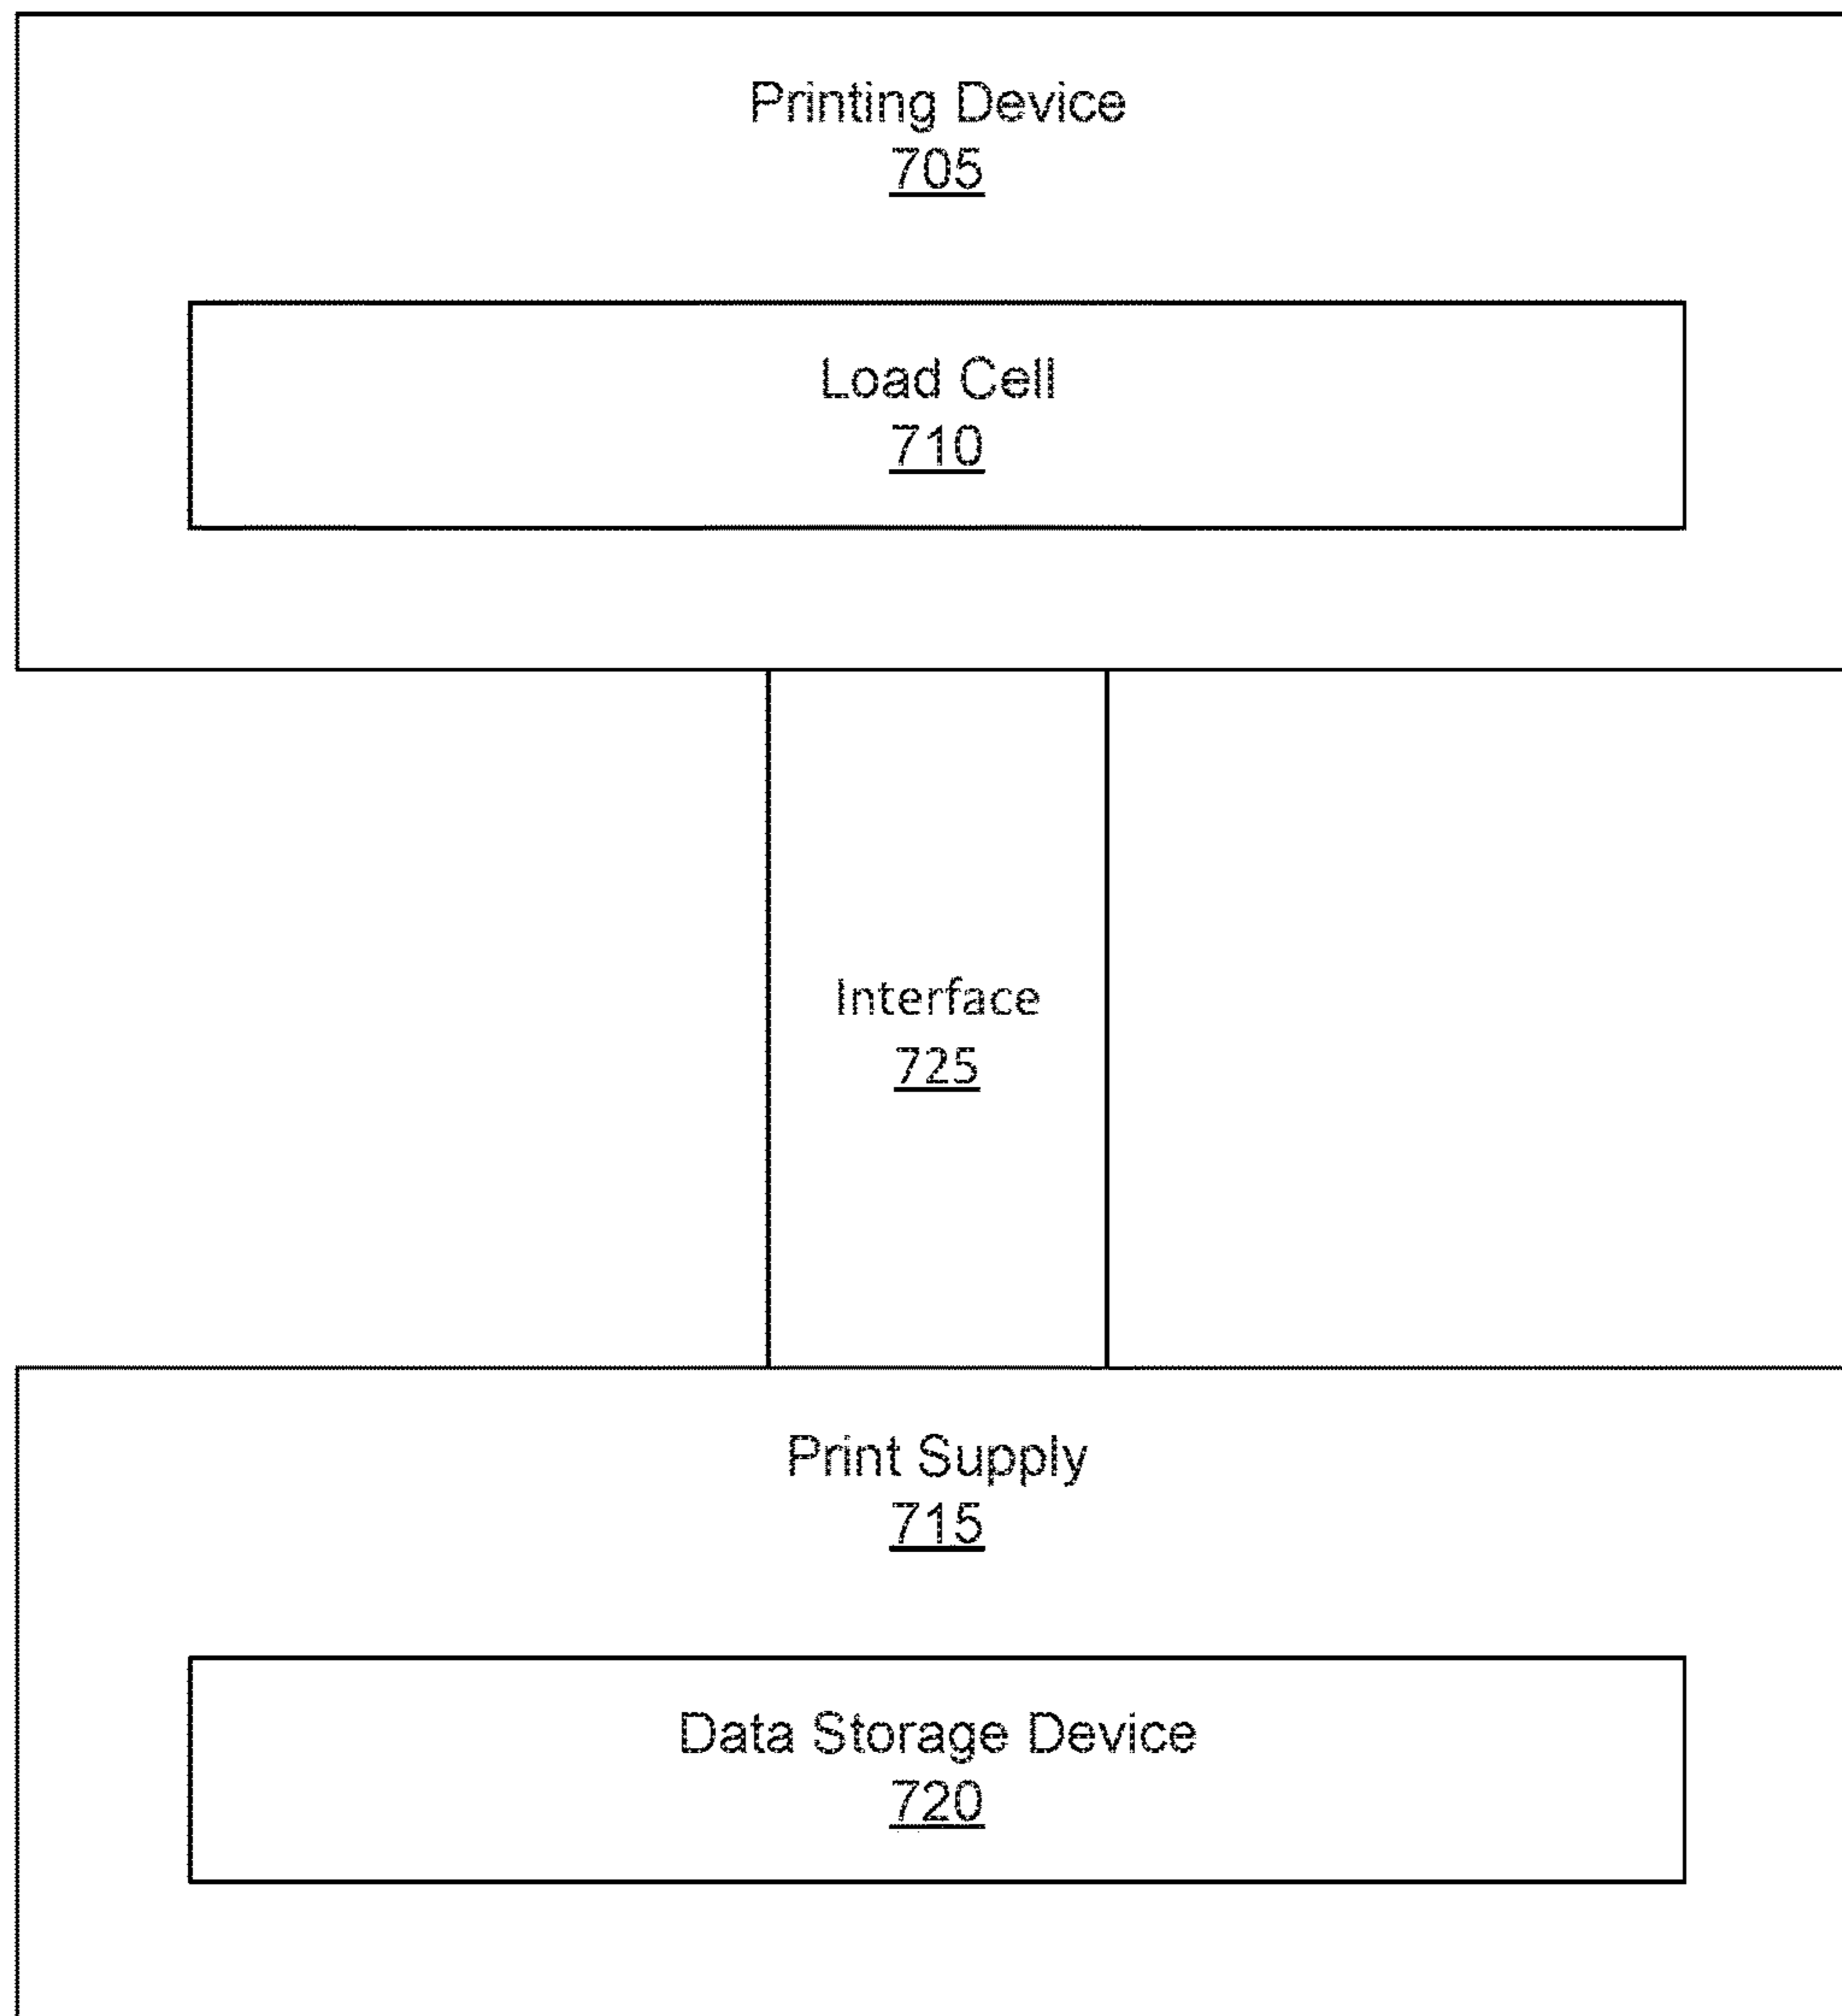 Printing Device
705
Load Cell
710
Interface
725
Print Supply
715
Data Storage Device
720